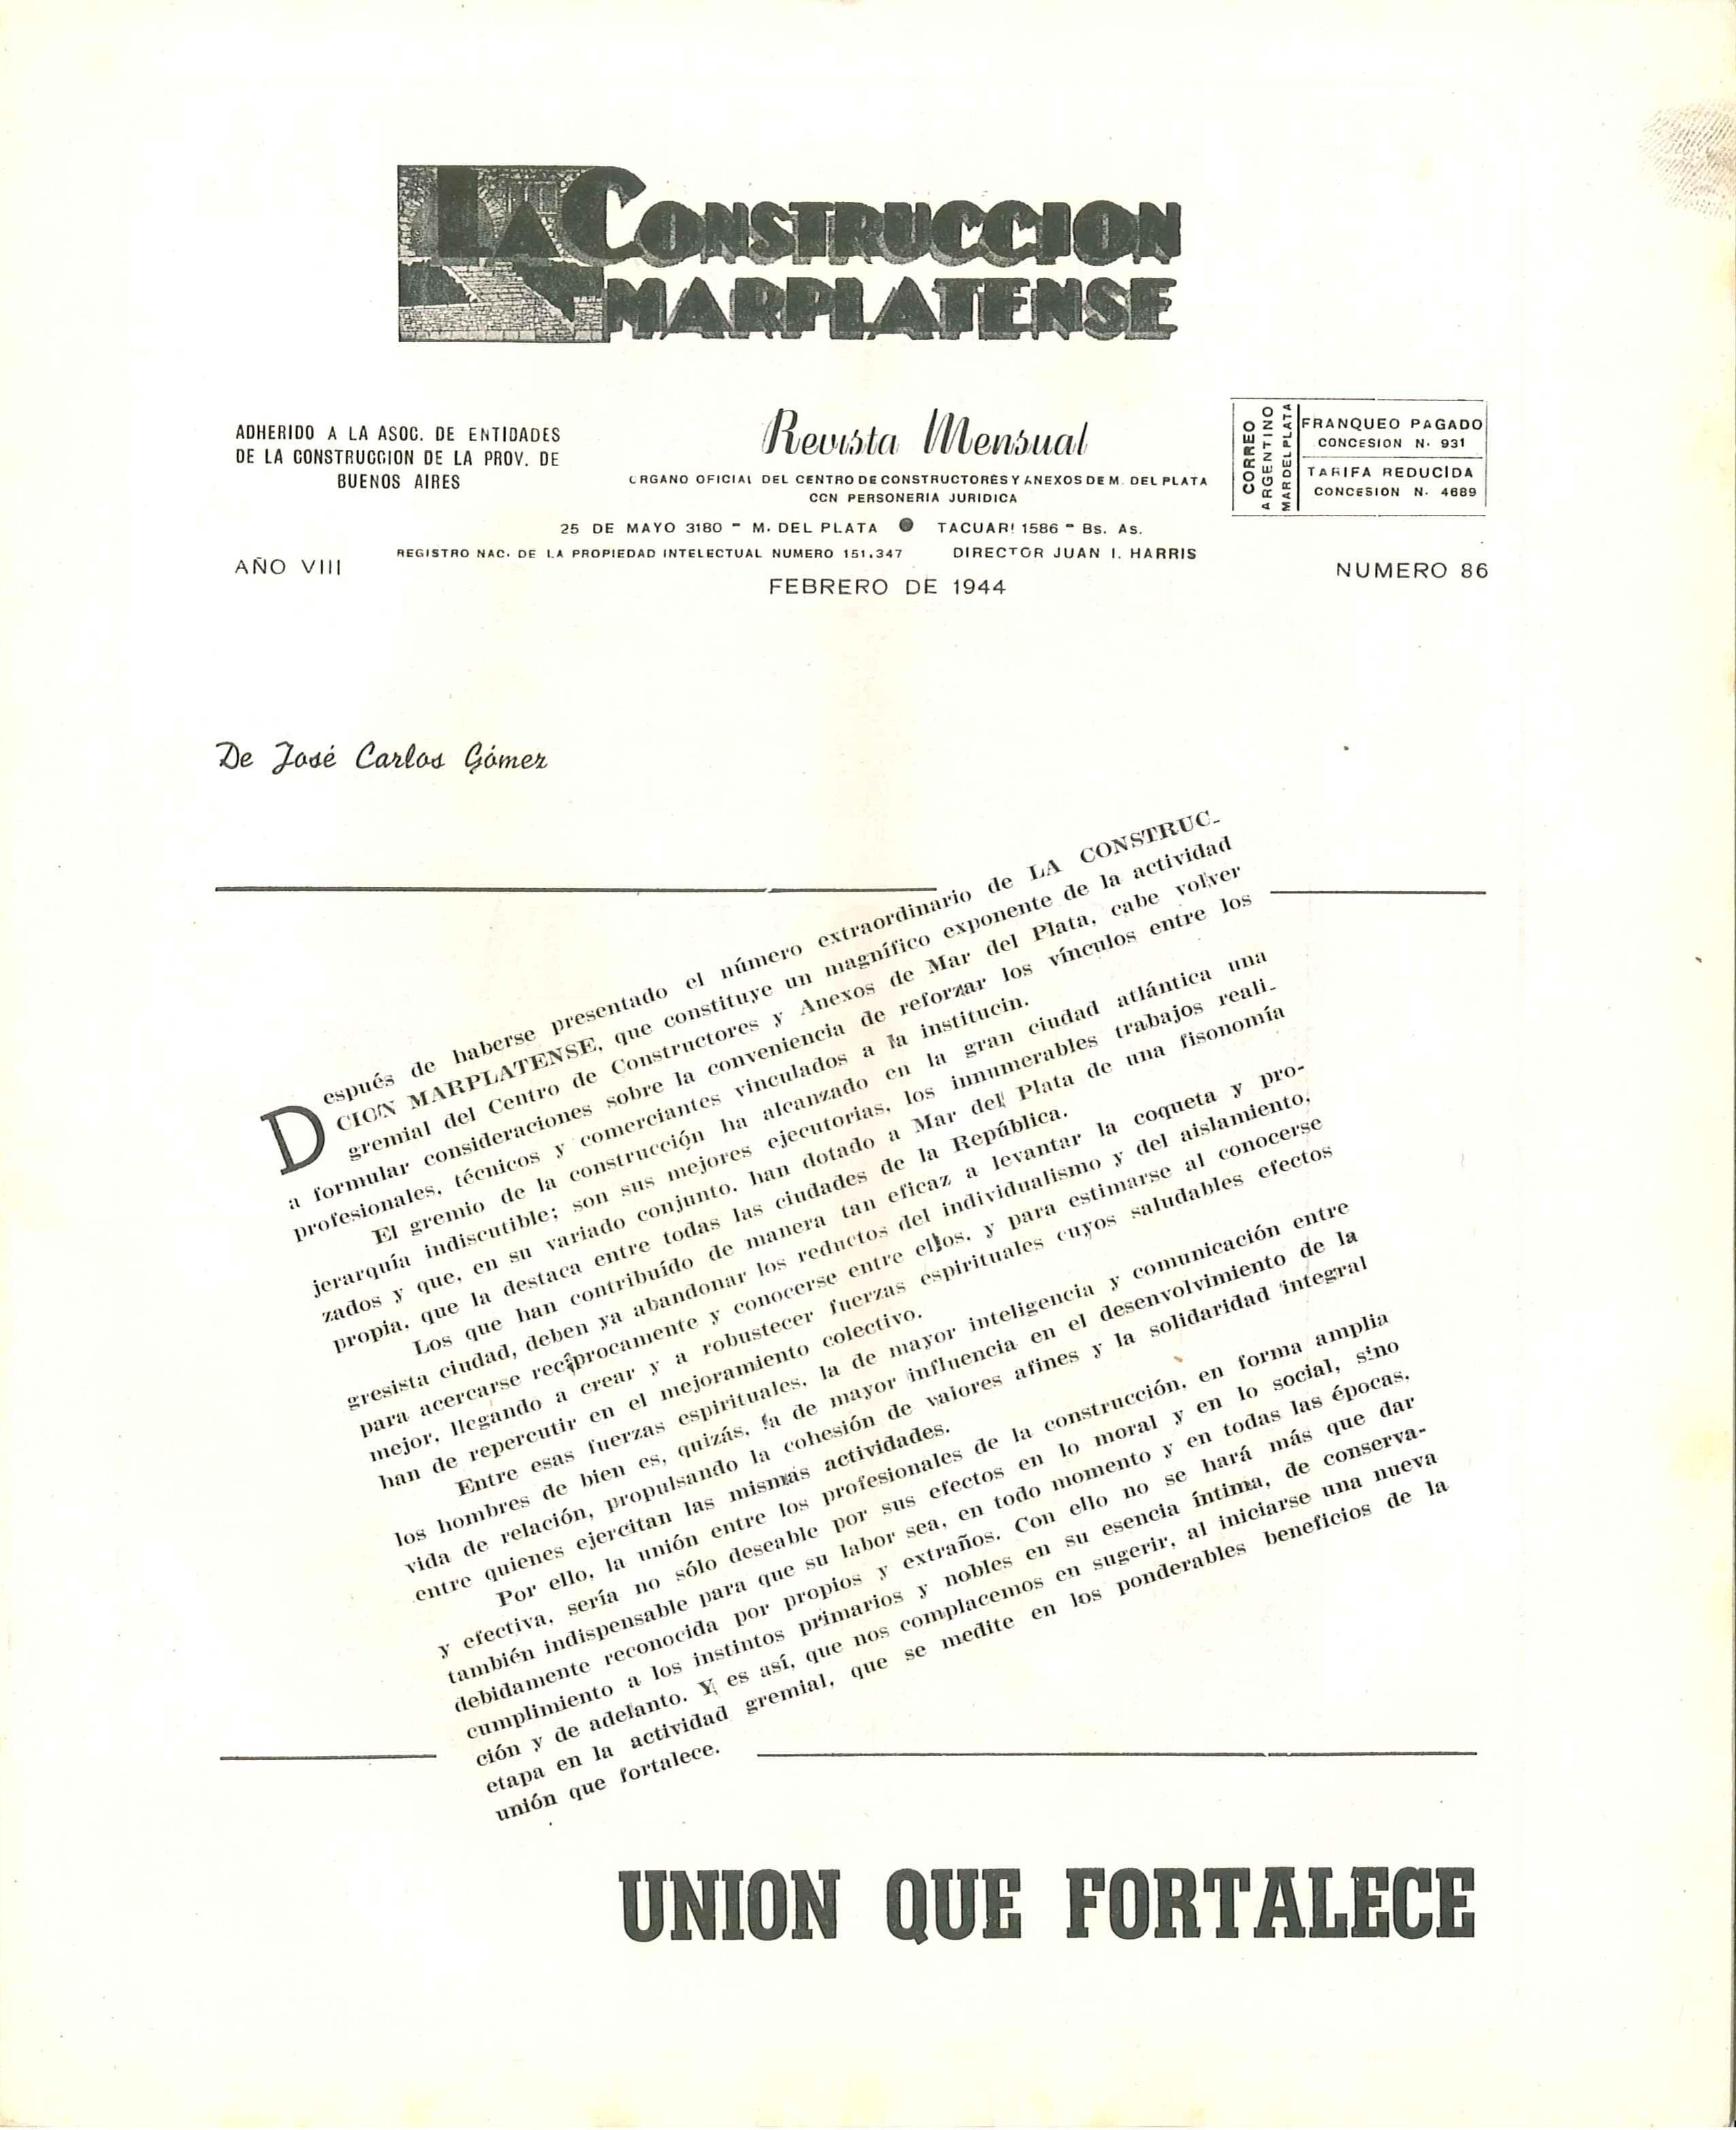 LA CONSTRUCCION
MARPLATENSE
ADHERIDO A LA ASOC. DE ENTIDADES
DE LA CONSTRUCCION DE LA PROV. DE
BUENOS AIRES
Revista Mensual
ORGANO OFICIAL DEL CENTRO DE CONSTRUCTORES Y ANEXOS DE M. DEL PLATA
CON PERSONERIA JURIDICA
25 DE MAYO 3180 - M. DEL PLATA ● TACUARI 1586 - Bs. As.
REGISTRO NAC. DE LA PROPIEDAD INTELECTUAL NUMERO 151.347 DIRECTOR JUAN I. HARRIS
CORREO
ARGENTINO
MAR DEL PLATA
FRANQUEO PAGADO
CONCESION N. 931
TARIFA REDUCIDA
CONCESION N. 4689
AÑO VIII
FEBRERO DE 1944
NUMERO 86
De José Carlos Gómez
Después de haberse presentado el número extraordinario de LA CONSTRUC-
CION MARPLATENSE, que constituye un magnífico exponente de la actividad
gremial del Centro de Constructores y Anexos de Mar del Plata, cabe volver
a formular consideraciones sobre la conveniencia de reforzar los vínculos entre los
profesionales, técnicos y comerciantes vinculados a la institucin.
El gremio de la construcción ha alcanzado en la gran ciudad atlántica una
jerarquía indiscutible; son sus mejores ejecutorias, los innumerables trabajos reali-
zados y que, en su variado conjunto, han dotado a Mar del Plata de una fisonomía
propia, que la destaca entre todas las ciudades de la República.
Los que han contribuído de manera tan eficaz a levantar la coqueta y pro-
gresista ciudad, deben ya abandonar los reductos del individualismo y del aislamiento,
para acercarse recíprocamente y conocerse entre ellos, y para estimarse al conocerse
mejor, llegando a crear y a robustecer fuerzas espirituales cuyos saludables efectos
han de repercutir en el mejoramiento colectivo.
Entre esas fuerzas espirituales, la de mayor inteligencia y comunicación entre
los hombres de bien es, quizás, la de mayor influencia en el desenvolvimiento de la
vida de relación, propulsando la cohesión de valores afines y la solidaridad integral
entre quienes ejercitan las mismas actividades.
Por ello, la unión entre los profesionales de la construcción, en forma amplia
y efectiva, sería no sólo deseable por sus efectos en lo moral y en lo social, sino
también indispensable para que su labor sea, en todo momento y en todas las épocas,
debidamente reconocida por propios y extraños. Con ello no se hará más que dar
cumplimiento a los instintos primarios y nobles en su esencia íntima, de conserva-
ción y de adelanto. Y es así, que nos complacemos en sugerir, al iniciarse una nueva
etapa en la actividad gremial, que se medite en los ponderables beneficios de la
unión que fortalece.
UNION QUE FORTALECE